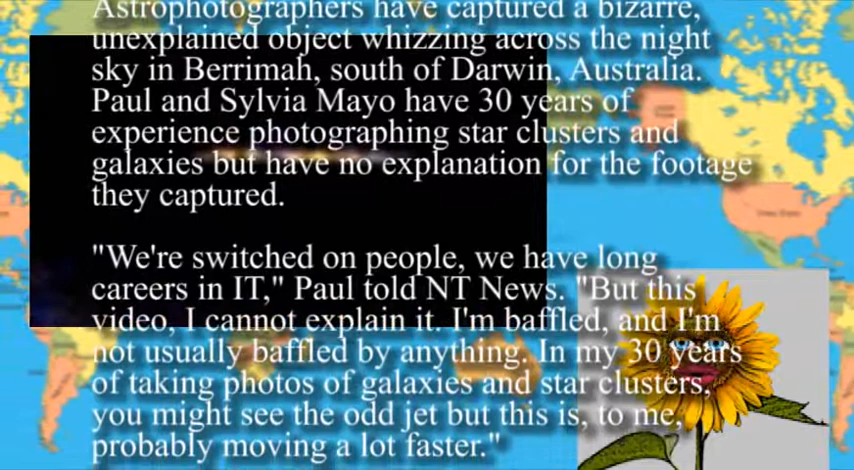 Astrophotographers have captured a bizarre,
unexplained object whizzing across the night
sky in Berrimah, south of Darwin, Australia.
Paul and Sylvia Mayo have 30 years of
experience photographing star clusters and
galaxies but have no explanation for the footage
they captured.
"We're switched on people, we have long
careers in IT," Paul told NT News. "But this
video, I cannot explain it. I'm baffled, and I'm
not usually baffled by anything. In my 30 years
of taking photos of galaxies and star clusters,
you might see the odd jet but this is, to me,
probably moving a lot faster."